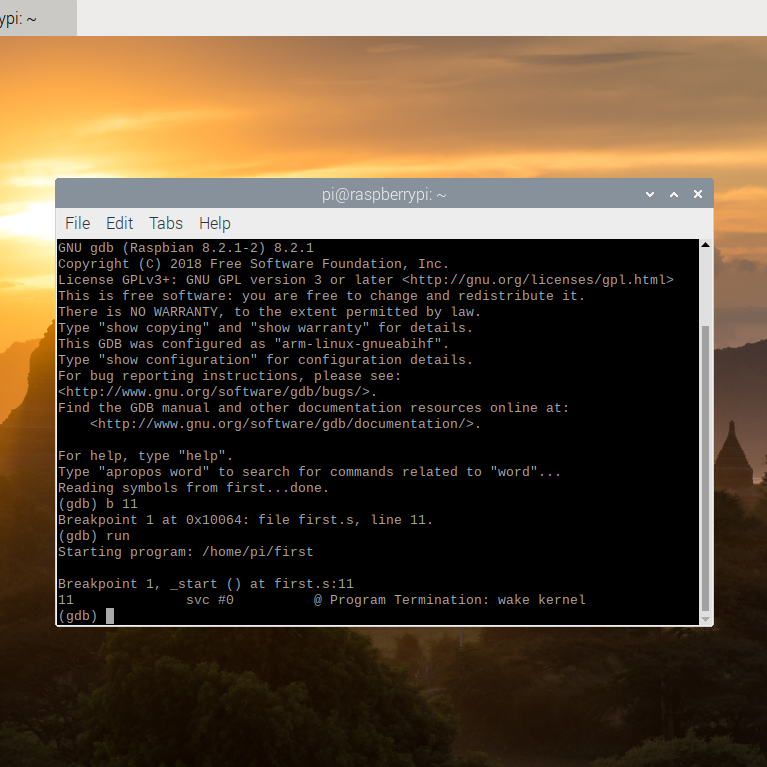 ypi: ~
pi@raspberrypi: ~
File Edit Tabs Help
GNU gdb (Raspbian 8.2.1-2) 8.2.1
Copyright (C) 2018 Free Software Foundation, Inc.
License GPLv3+: GNU GPL version 3 or later <http://gnu.org/licenses/gpl.html>
This is free software: you are free to change and redistribute it.
There is NO WARRANTY, to the extent permitted by law.
Type "show copying" and "show warranty" for details.
This GDB was configured as "arm-linux-gnueabihf".
Type "show configuration" for configuration details.
For bug reporting instructions, please see:
<http://www.gnu.org/software/gdb/bugs/>.
Find the GDB manual and other documentation resources online at:
    <http://www.gnu.org/software/gdb/documentation/>.

For help, type "help".
Type "apropos word" to search for commands related to "word"...
Reading symbols from first...done.
(gdb) b 11
Breakpoint 1 at 0x10064: file first.s, line 11.
(gdb) run
Starting program: /home/pi/first

Breakpoint 1, _start () at first.s:11
11              svc #0          @ Program Termination: wake kernel
(gdb)